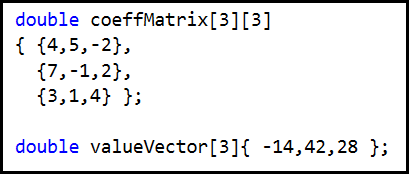 double coeffMatrix[3][3]
{ {4,5,-2},
{7,-1,2},
{3,1,4} };
double valueVector[3]{ -14,42,28 };